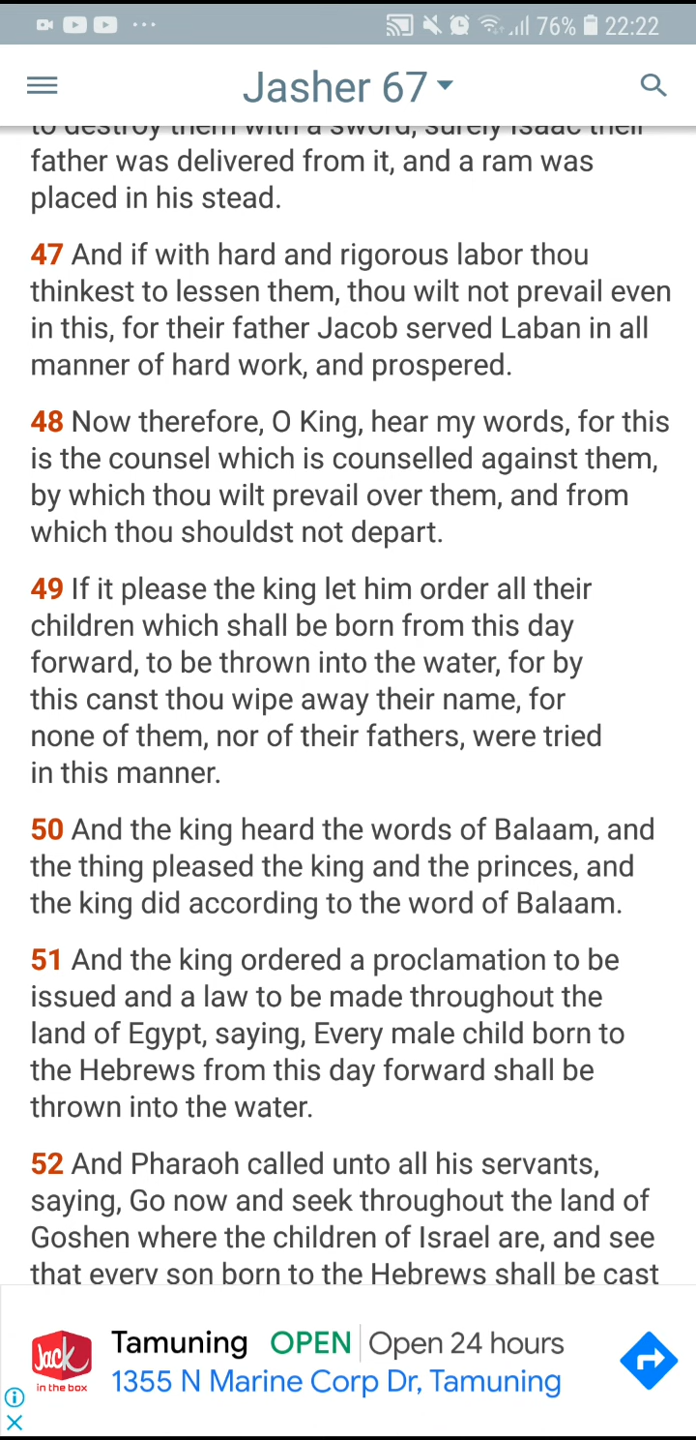 76% 22:22
Jasher 67
to destroy them with a sword, surely Isaac their
father was delivered from it, and a ram was
placed in his stead.
47 And if with hard and rigorous labor thou
thinkest to lessen them, thou wilt not prevail even
in this, for their father Jacob served Laban in all
manner of hard work, and prospered.
48 Now therefore, O King, hear my words, for this
is the counsel which is counselled against them,
by which thou wilt prevail over them, and from
which thou shouldst not depart.
49 If it please the king let him order all their
children which shall be born from this day
forward, to be thrown into the water, for by
this canst thou wipe away their name, for
none of them, nor of their fathers, were tried
in this manner.
50 And the king heard the words of Balaam, and
the thing pleased the king and the princes, and
the king did according to the word of Balaam.
51 And the king ordered a proclamation to be
issued and a law to be made throughout the
land of Egypt, saying, Every male child born to
the Hebrews from this day forward shall be
thrown into the water.
52 And Pharaoh called unto all his servants,
saying, Go now and seek throughout the land of
Goshen where the children of Israel are, and see
that every son born to the Hebrews shall be cast
Jack
in the box
Tamuning OPEN Open 24 hours
1355 N Marine Corp Dr, Tamuning